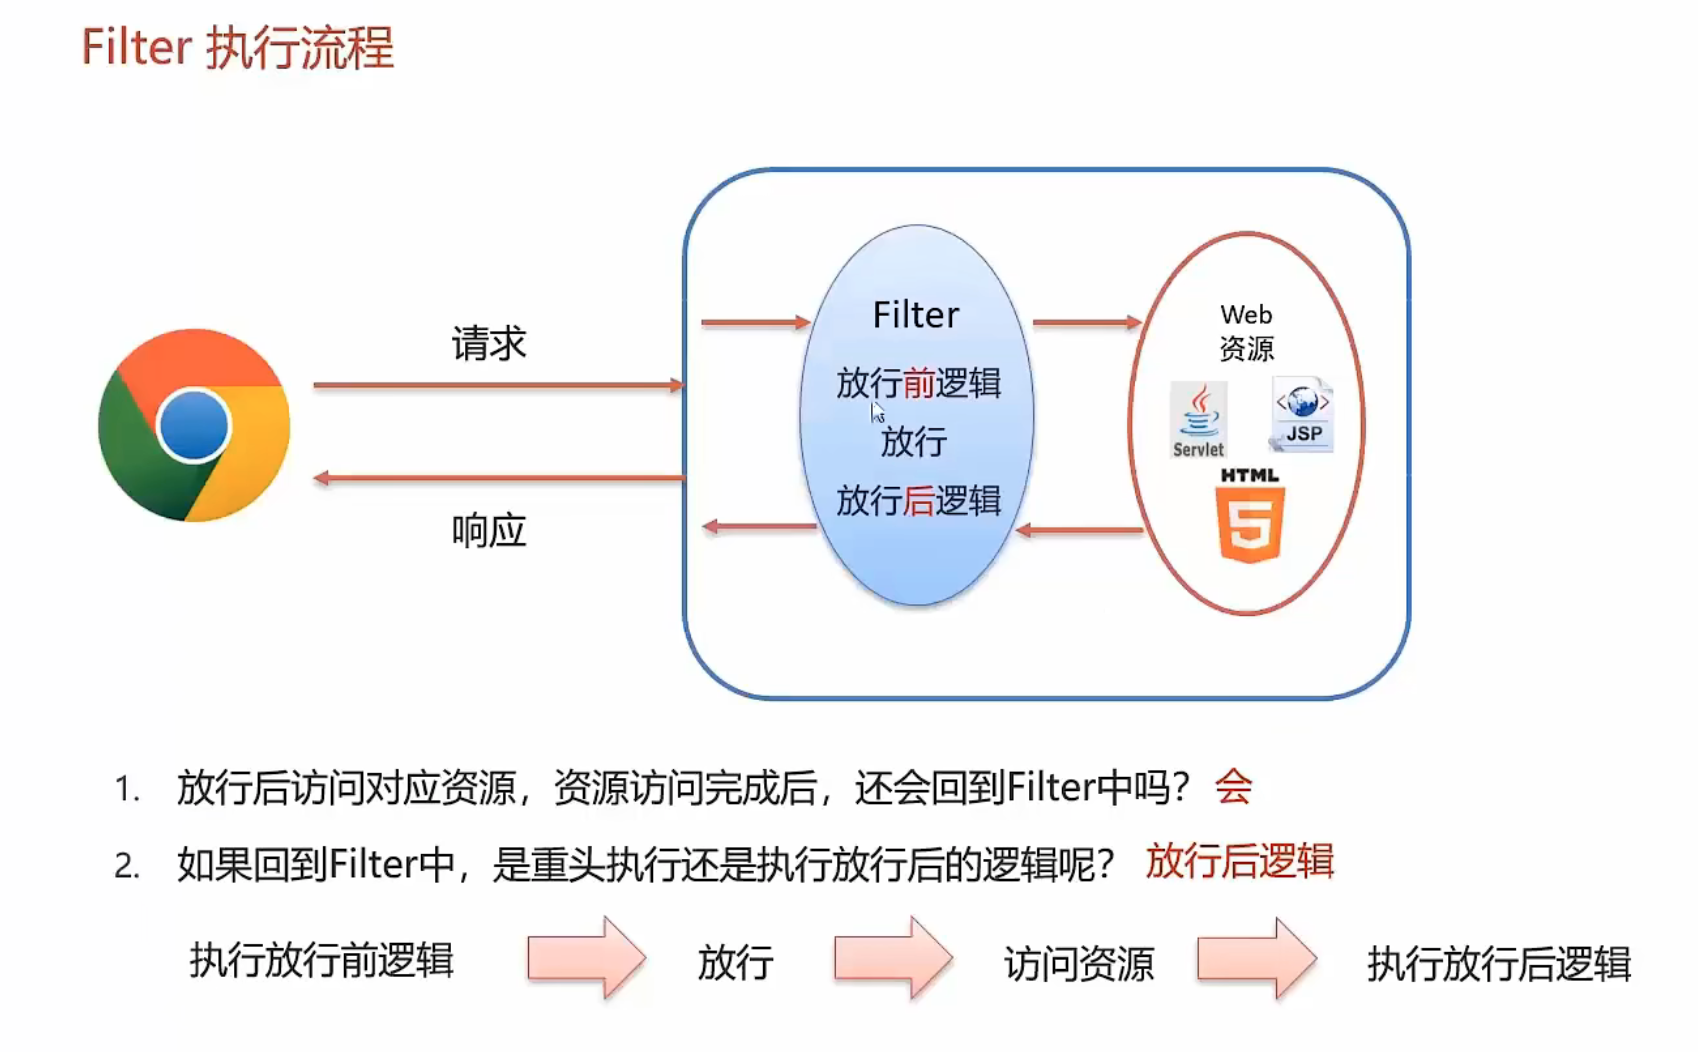 Filter 执行流程
请求
响应
Filter
放行前逻辑
放行
放行后逻辑
Web
资源
Servlet
JSP
HTML
5
1. 放行后访问对应资源，资源访问完成后，还会回到Filter中吗？ 会
2. 如果回到Filter中，是重头执行还是执行放行后的逻辑呢？ 放行后逻辑
执行放行前逻辑 放行 访问资源 执行放行后逻辑